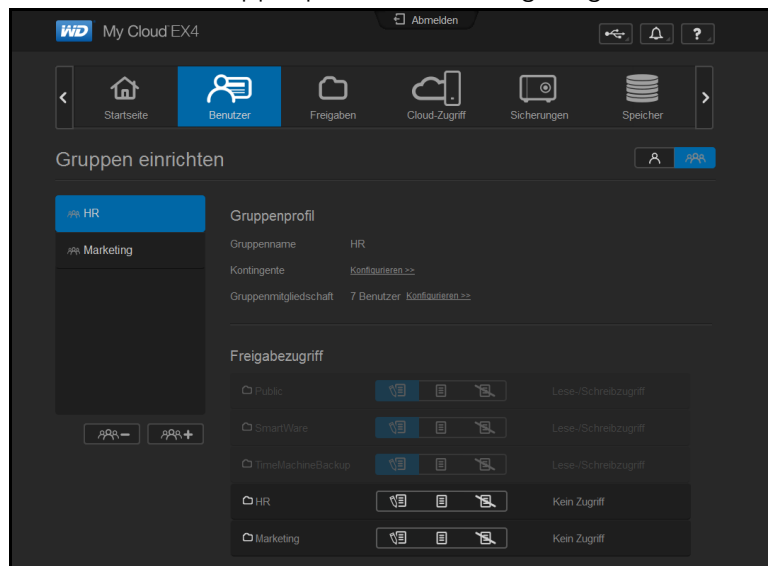 WD My Cloud EX4
Abmelden
?
Startseite
Benutzer
Freigaben
Cloud-Zugriff
Sicherungen
Speicher
Gruppen einrichten
HR
Marketing
Gruppenprofil
Gruppenname HR
Kontingente Konfigurieren >>
Gruppenmitgliedschaft 7 Benutzer Konfigurieren >>
Freigabezugriff
Public Lese-/Schreibzugriff
SmartWare Lese-/Schreibzugriff
TimeMachineBackup Lese-/Schreibzugriff
HR Kein Zugriff
Marketing Kein Zugriff